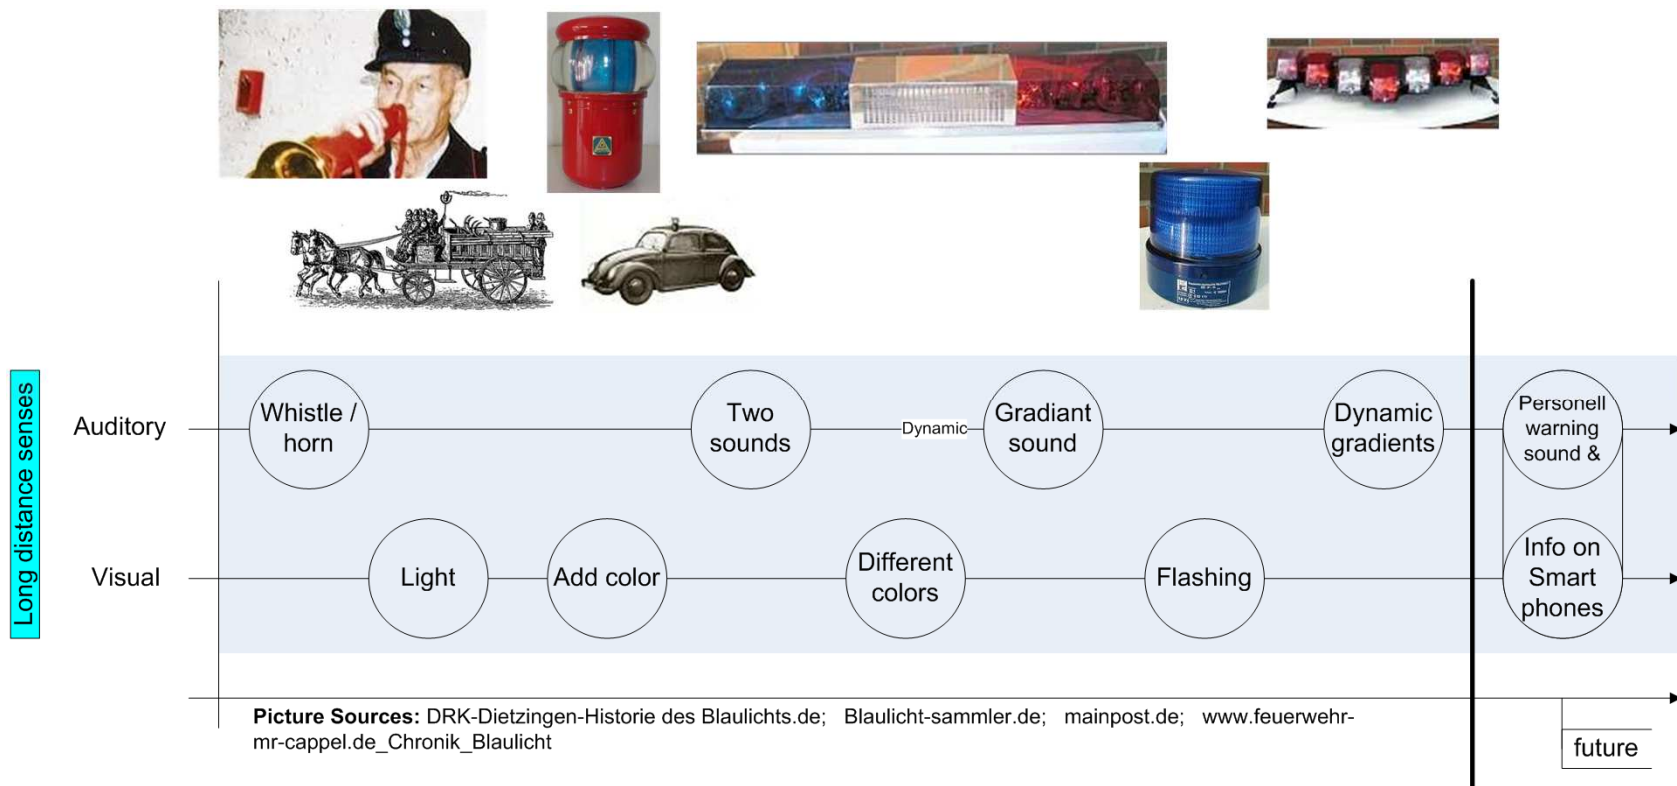 Long distance senses
Auditory
Whistle /
horn
Two
sounds
Dynamic
Gradiant
sound
Dynamic
gradients
Personell
warning
sound &
Visual
Light
Add color
Different
colors
Flashing
Info on
Smart
phones
Picture Sources: DRK-Dietzingen-Historie des Blaulichts.de; Blaulicht-sammler.de; mainpost.de; www.feuerwehr-
mr-cappel.de_Chronik_Blaulicht
future